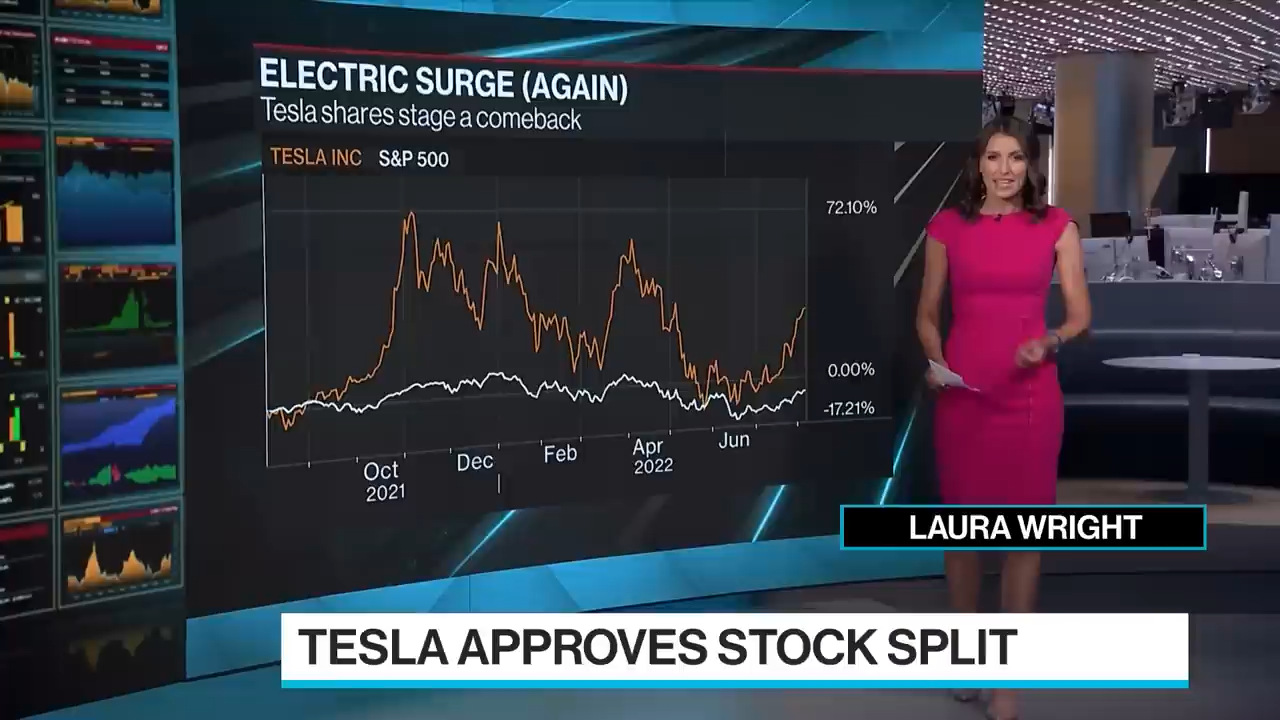 ELECTRIC SURGE (AGAIN)
Tesla shares stage a comeback
TESLA INC S&P 500
72.10%
0.00%
-17.21%
Oct Dec Feb Apr Jun
2021 2022
LAURA WRIGHT
TESLA APPROVES STOCK SPLIT